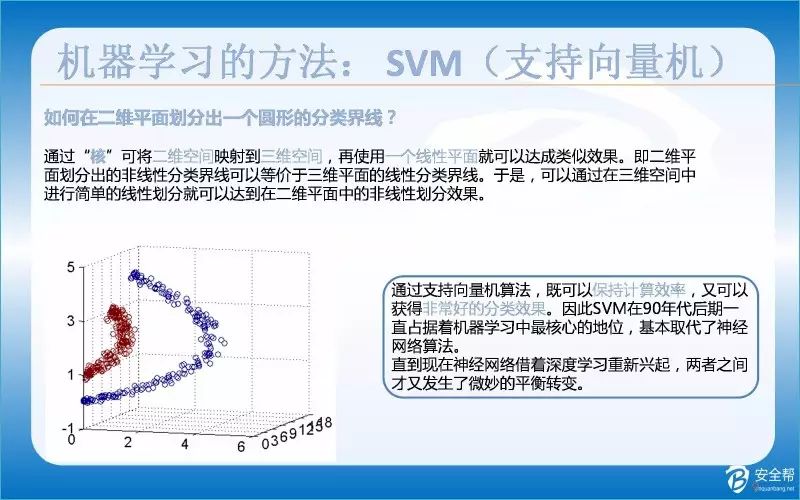 机器学习的方法： SVM（支持向量机）
如何在二维平面划分出一个圆形的分类界线？
通过“核”可将二维空间映射到三维空间，再使用一个线性平面就可以达成类似效果。即二维平
面划分出的非线性分类界线可以等价于三维平面的线性分类界线。于是，可以通过在三维空间中
进行简单的线性划分就可以达到在二维平面中的非线性划分效果。
5
3
1
-1
0
2
4
6
0 3 6 9 12 15 18
通过支持向量机算法，既可以保持计算效率，又可以
获得非常好的分类效果。因此SVM在90年代后期一
直占据着机器学习中最核心的地位，基本取代了神经
网络算法。
直到现在神经网络借着深度学习重新兴起，两者之间
才又发生了微妙的平衡转变。
安全帮